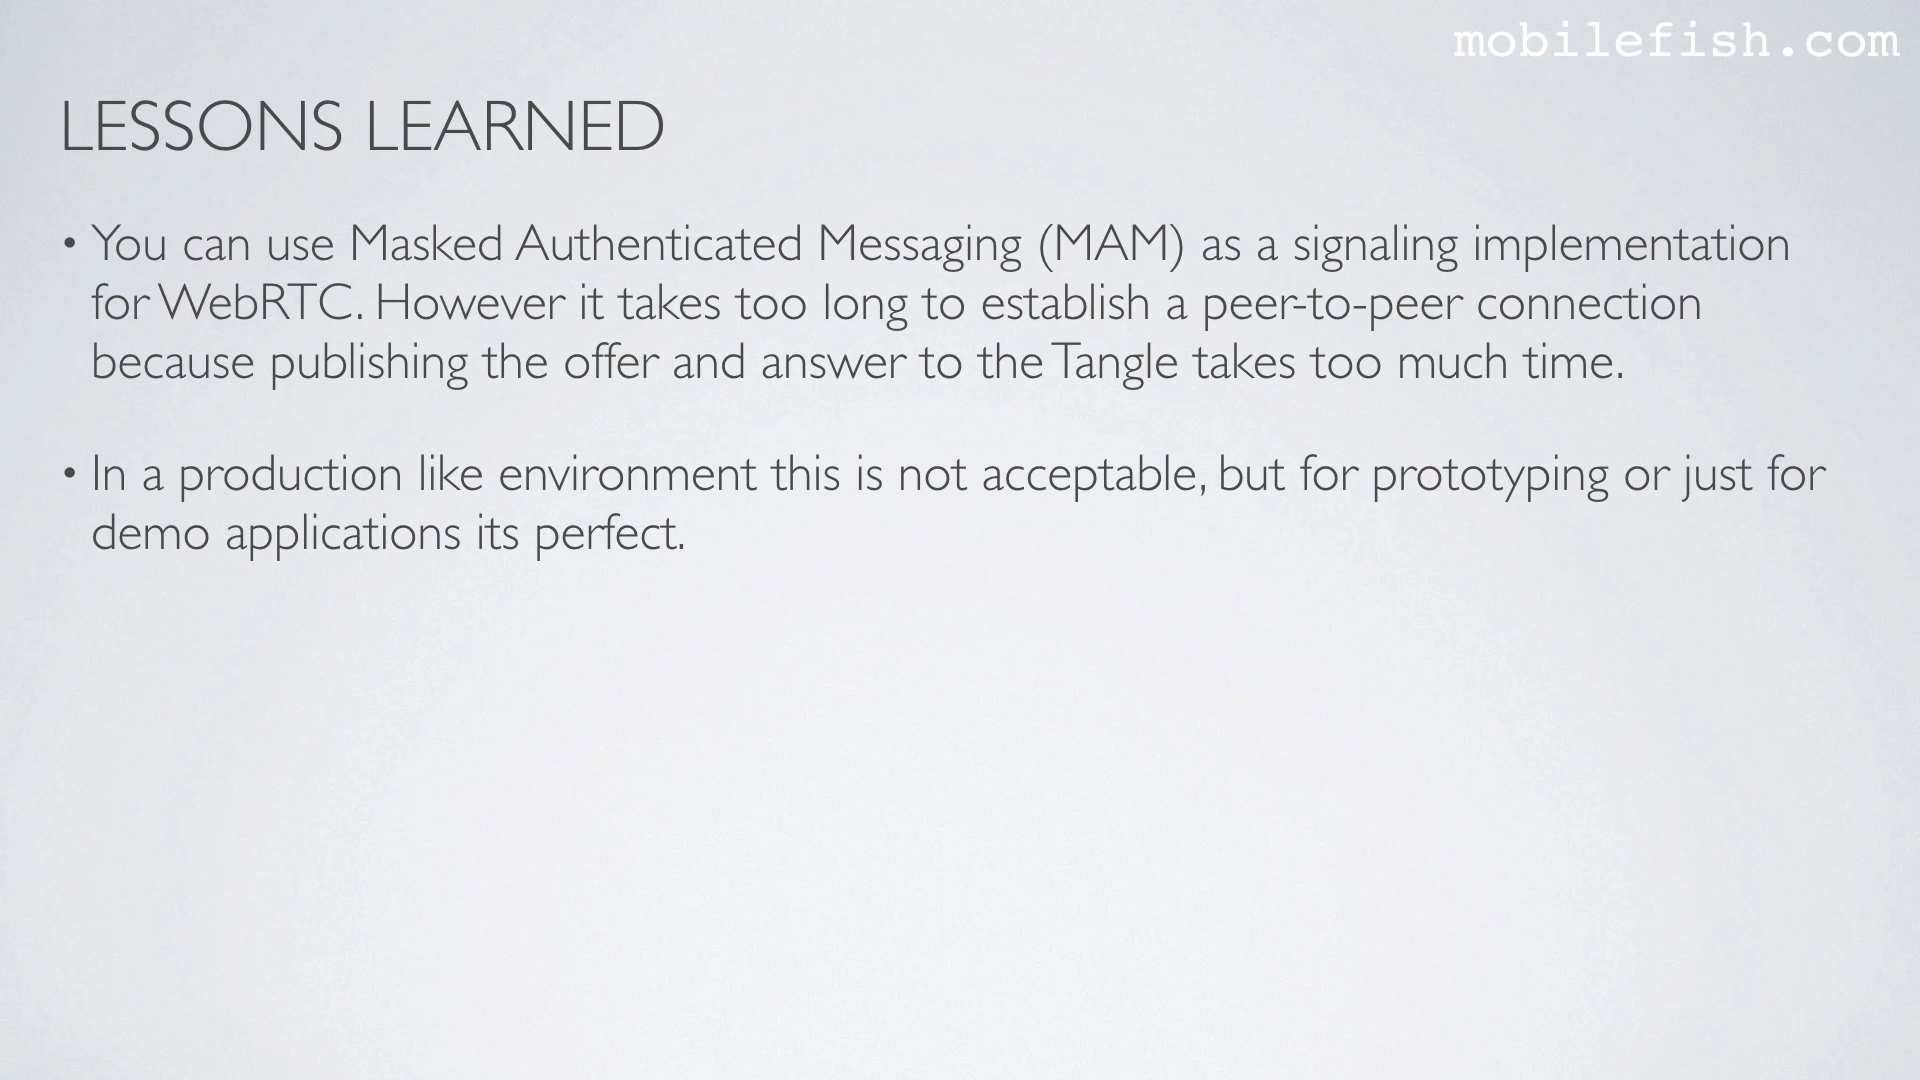 mobilefish.com
LESSONS LEARNED
• You can use Masked Authenticated Messaging (MAM) as a signaling implementation
for WebRTC. However it takes too long to establish a peer-to-peer connection
because publishing the offer and answer to the Tangle takes too much time.
• In a production like environment this is not acceptable, but for prototyping or just for
demo applications its perfect.